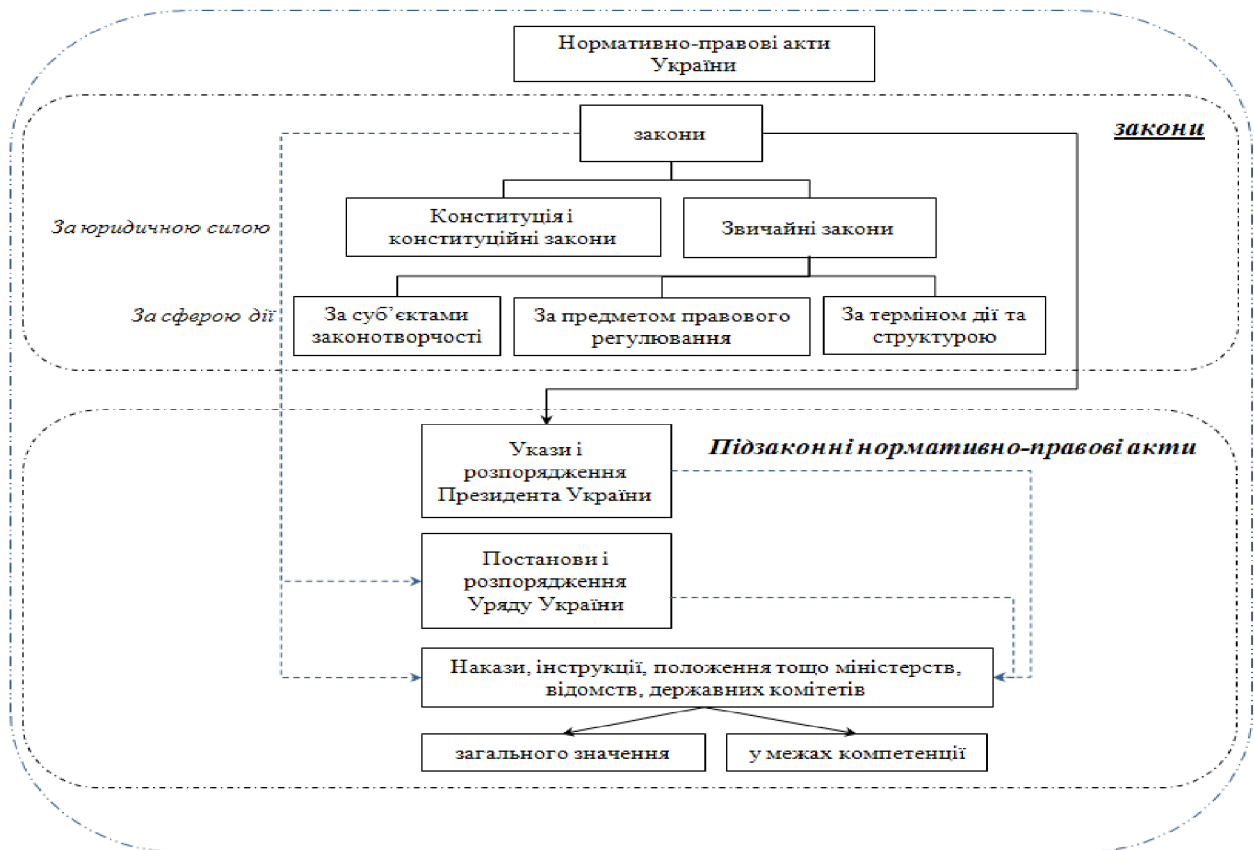 Нормативно-правові акти
України
закони
закони
За юридичною силою
Конституція і
конституційні закони
Звичайні закони
За сферою дії
За суб’єктами
законотворчості
За предметом правового
регулювання
За терміном дії та
структурою
Підзаконні нормативно-правові акти
Укази і
розпорядження
Президента України
Постанови і
розпорядження
Уряду України
Накази, інструкції, положення тощо міністерств,
відомств, державних комітетів
загального значення
у межах компетенції